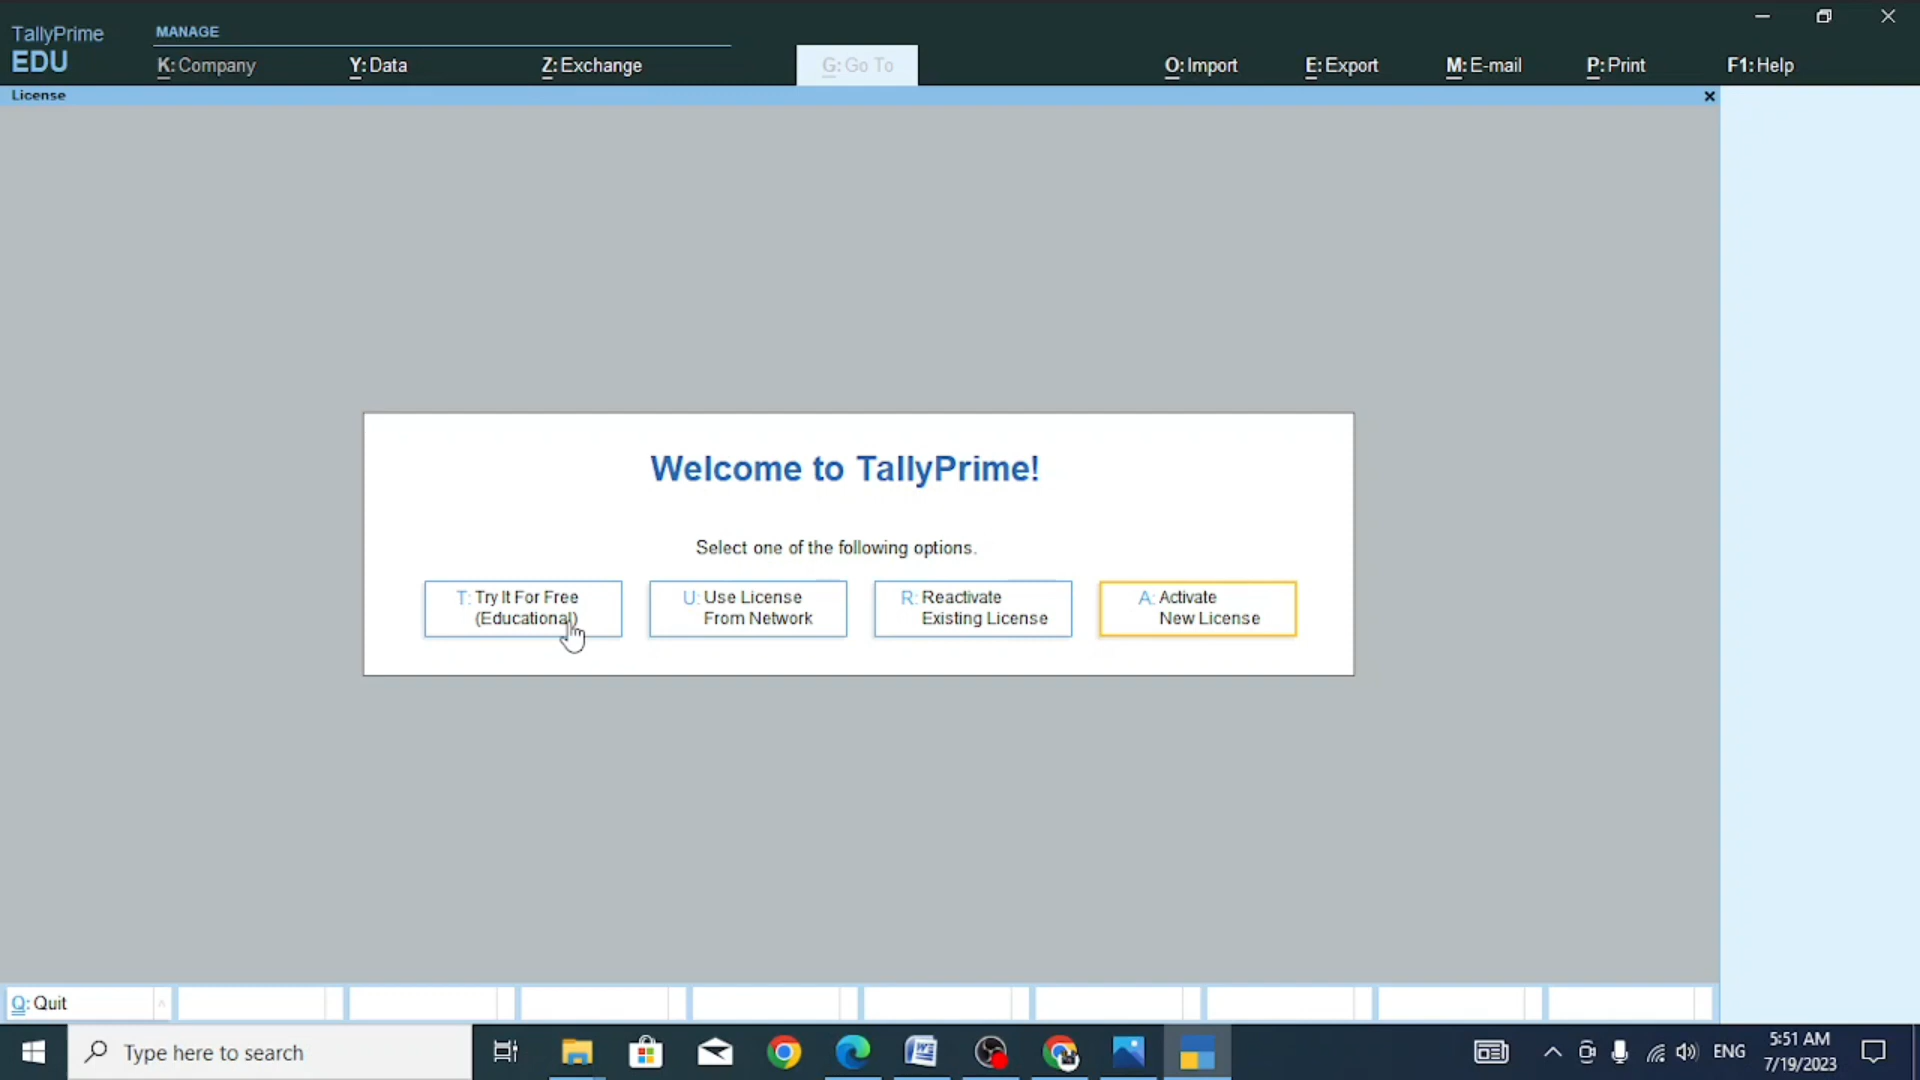 TallyPrime
EDU
MANAGE
K: Company
Y: Data
Z: Exchange
G: Go To
O: Import
E: Export
M: E-mail
P: Print
F1: Help
License
Welcome to TallyPrime!
Select one of the following options.
T: Try It For Free
(Educational)
U: Use License
From Network
R: Reactivate
Existing License
A: Activate
New License
Q: Quit
Type here to search
ENG
5:51 AM
7/19/2023